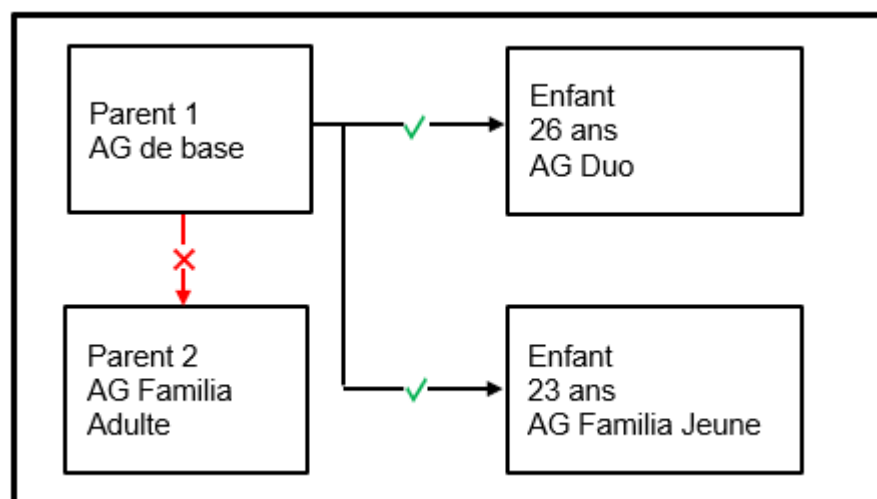 Parent 1
AG de base
Enfant
26 ans
AG Duo
Parent 2
AG Familia
Adulte
Enfant
23 ans
AG Familia Jeune